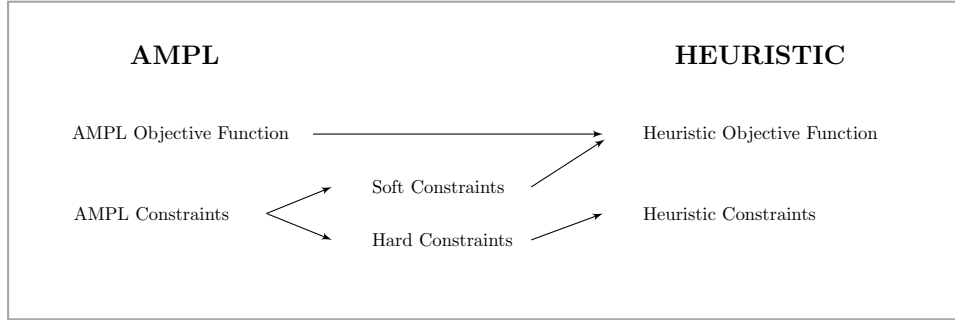 AMPL
HEURISTIC
AMPL Objective Function
Heuristic Objective Function
Soft Constraints
AMPL Constraints
Heuristic Constraints
Hard Constraints